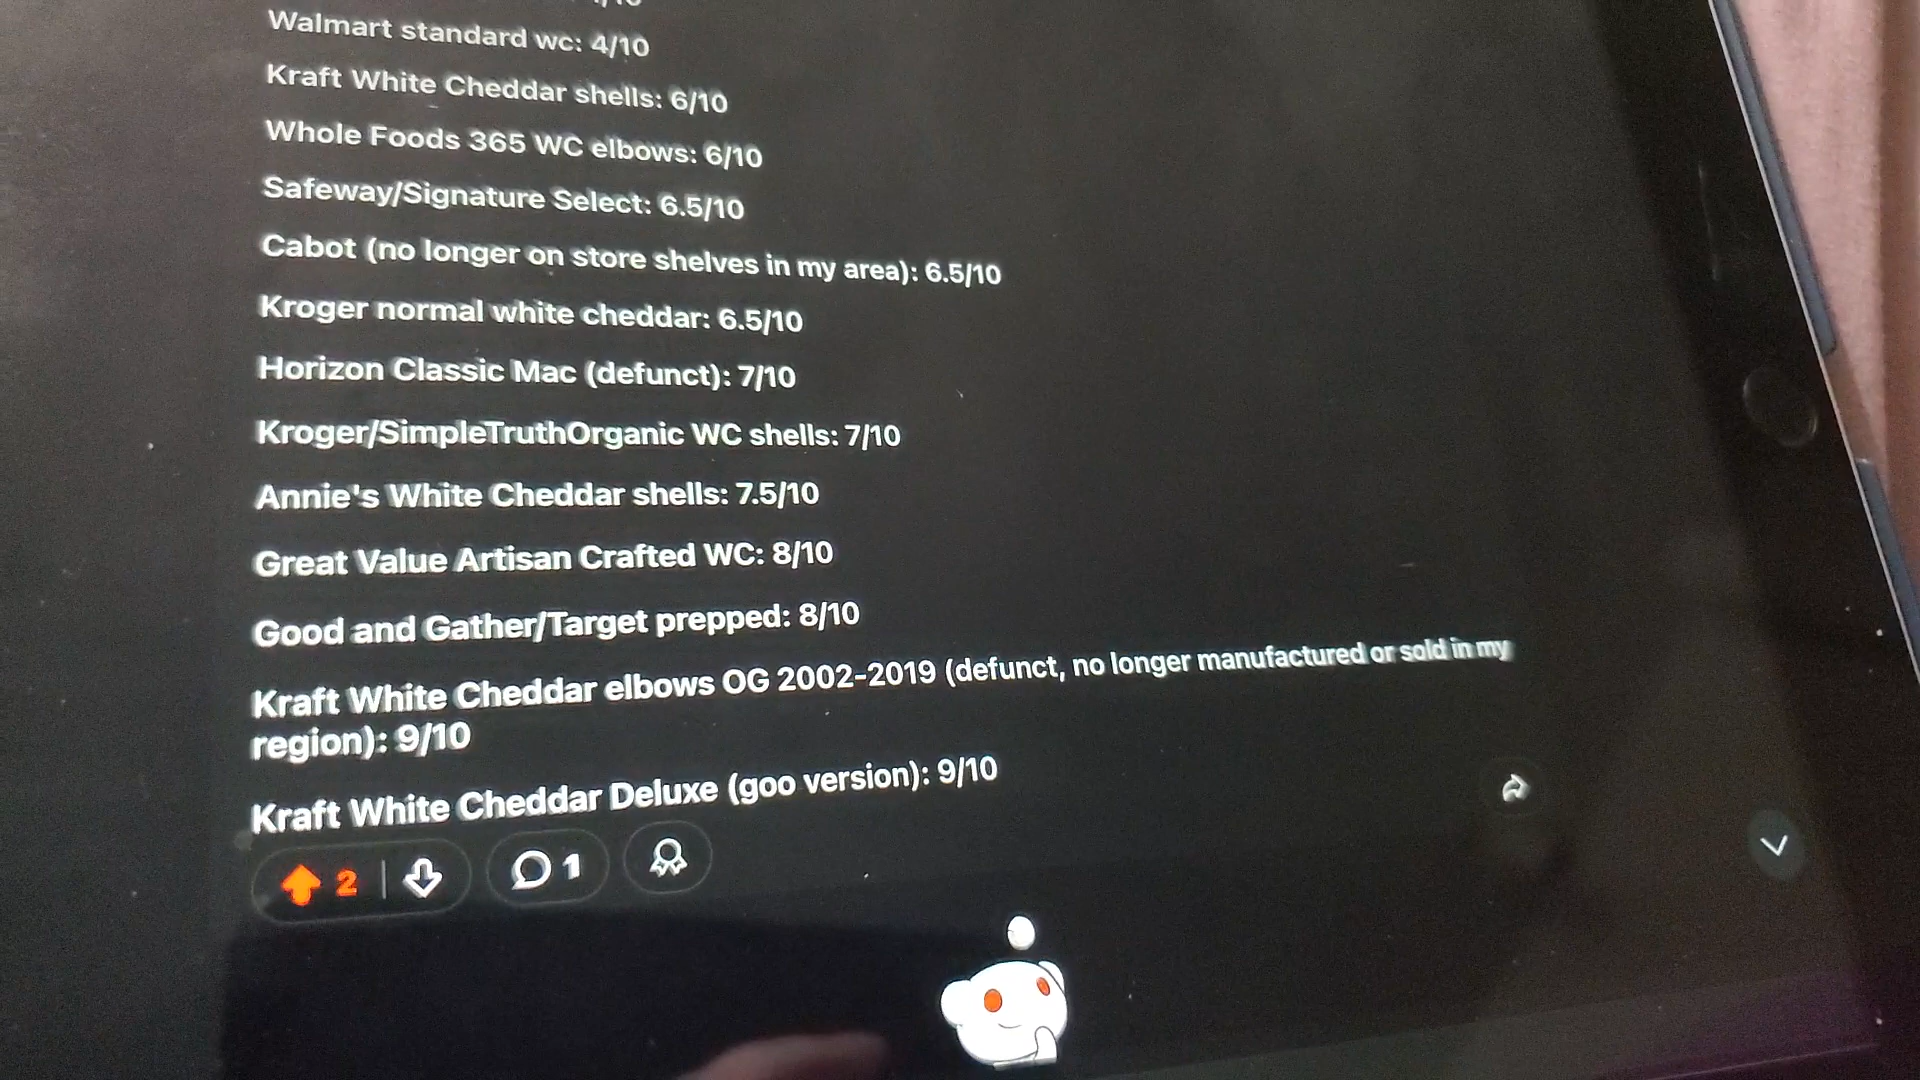 Walmart standard wc: 4/10
Kraft White Cheddar shells: 6/10
Whole Foods 365 WC elbows: 6/10
Safeway/Signature Select: 6.5/10
Cabot (no longer on store shelves in my area): 6.5/10
Kroger normal white cheddar: 6.5/10
Horizon Classic Mac (defunct): 7/10
Kroger/SimpleTruthOrganic WC shells: 7/10
Annie's White Cheddar shells: 7.5/10
Great Value Artisan Crafted WC: 8/10
Good and Gather/Target prepped: 8/10
Kraft White Cheddar elbows OG 2002-2019 (defunct, no longer manufactured or sold in my
region): 9/10
Kraft White Cheddar Deluxe (goo version): 9/10
2 1